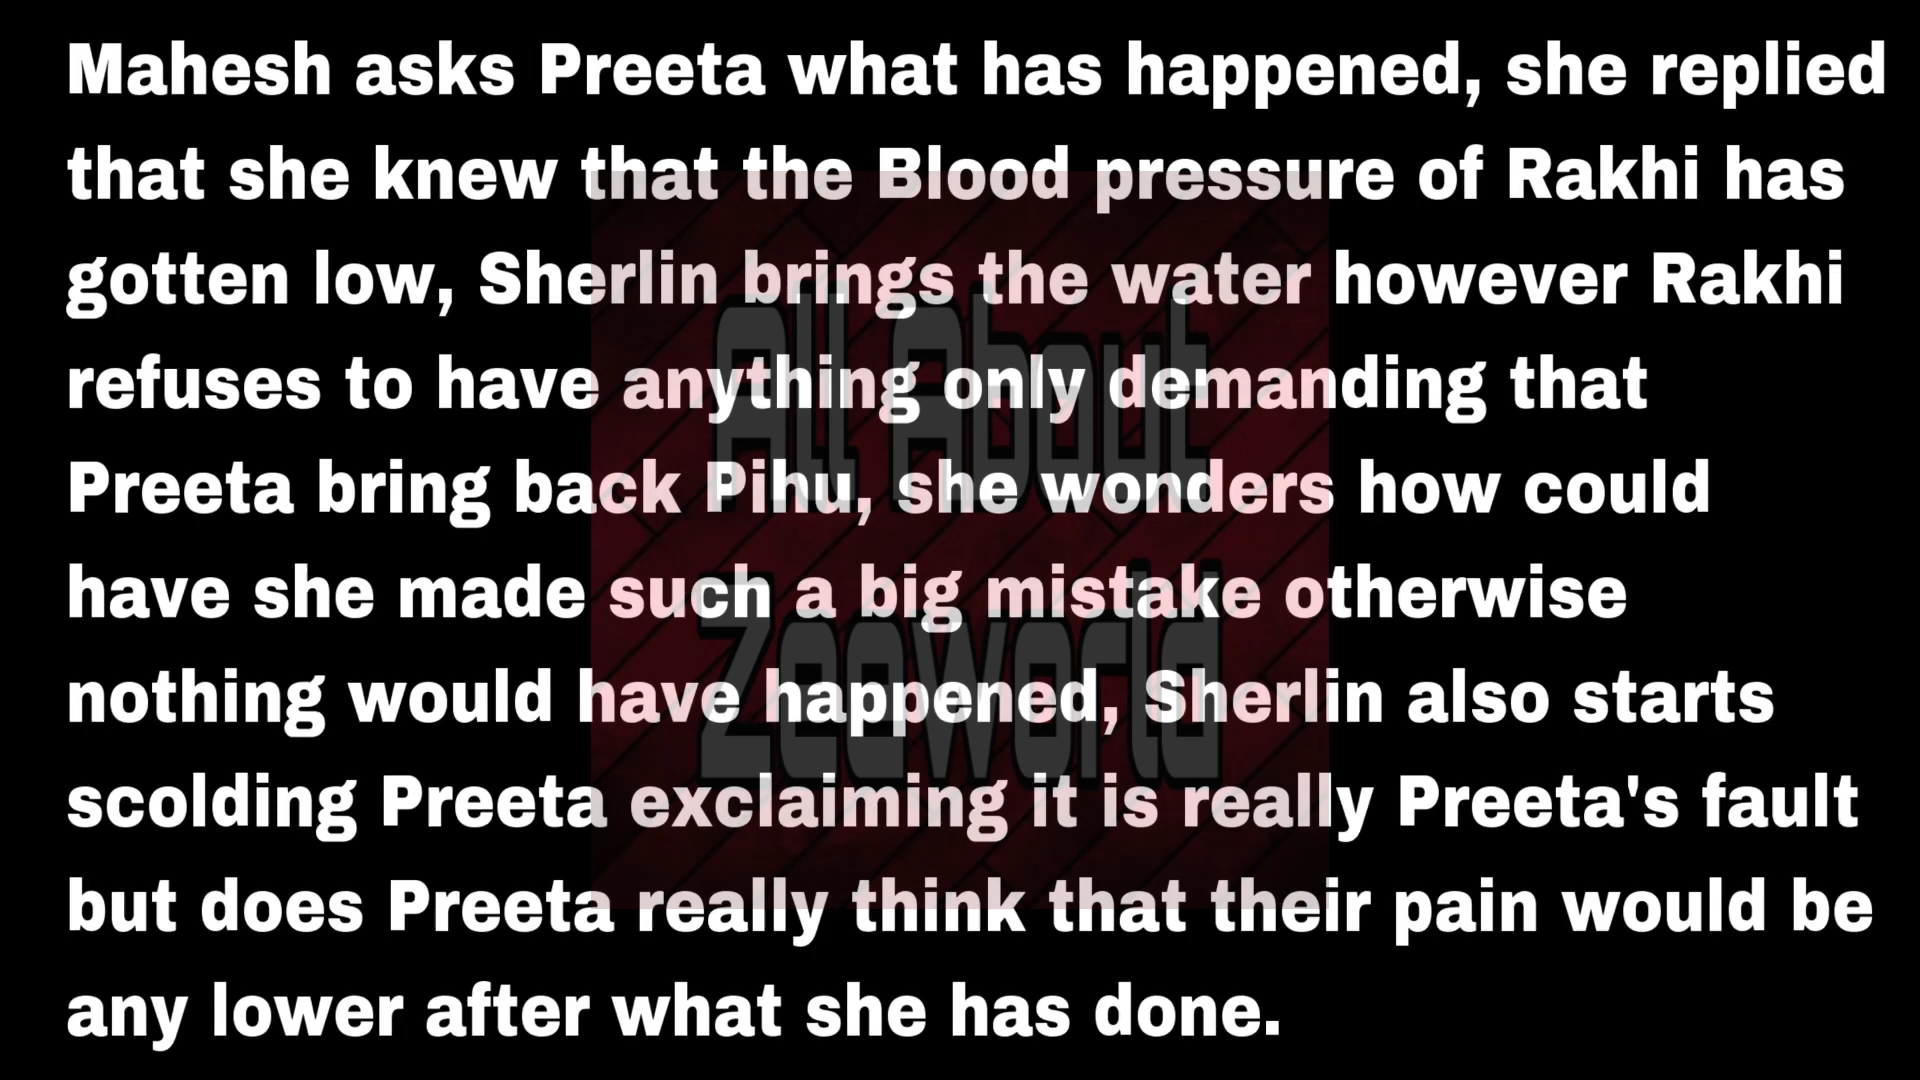 Mahesh asks Preeta what has happened, she replied
that she knew that the Blood pressure of Rakhi has
gotten low, Sherlin brings the water however Rakhi
refuses to have anything only demanding that
Preeta bring back Pihu, she wonders how could
have she made such a big mistake otherwise
nothing would have happened, Sherlin also starts
scolding Preeta exclaiming it is really Preeta's fault
but does Preeta really think that their pain would be
any lower after what she has done.
All About
Zeeworld